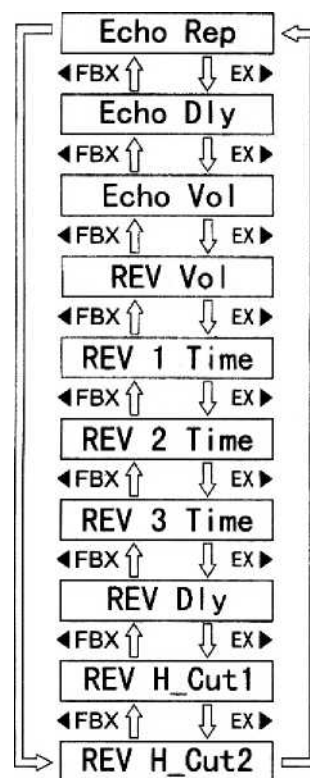 Echo Rep
◀FBX EX▶
Echo Dly
◀FBX EX▶
Echo Vol
◀FBX EX▶
REV Vol
◀FBX EX▶
REV 1 Time
◀FBX EX▶
REV 2 Time
◀FBX EX▶
REV 3 Time
◀FBX EX▶
REV Dly
◀FBX EX▶
REV H_Cut1
◀FBX EX▶
REV H_Cut2